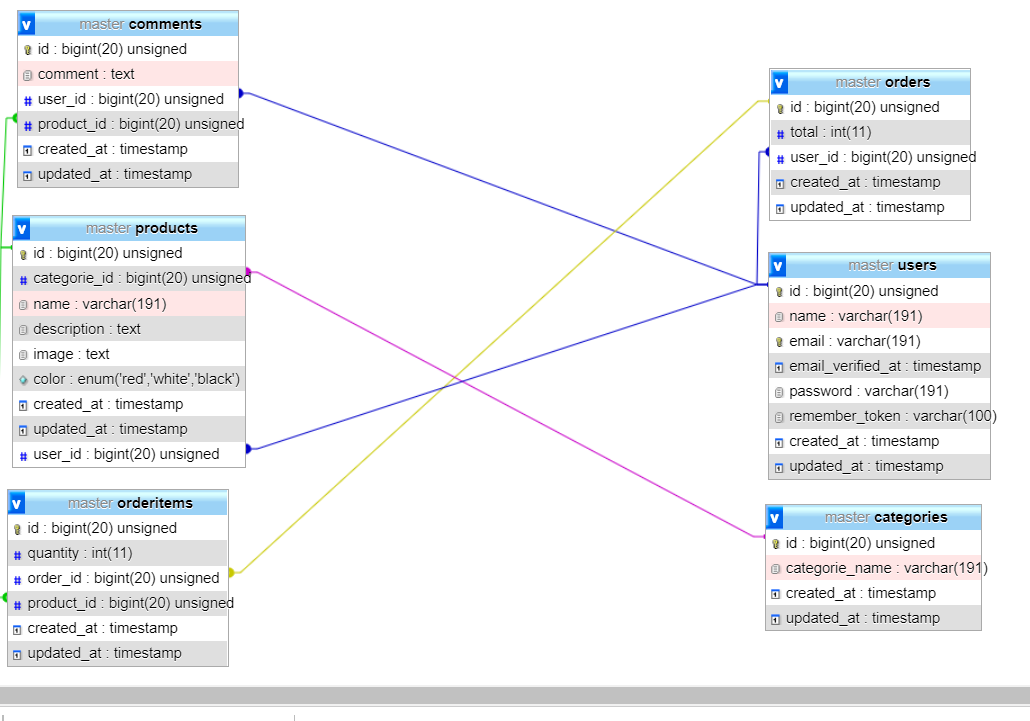 v master comments
id : bigint(20) unsigned
comment : text
# user_id : bigint(20) unsigned
# product_id : bigint(20) unsigned
created_at : timestamp
updated_at : timestamp
v master products
id : bigint(20) unsigned
# categorie_id : bigint(20) unsigned
name : varchar(191)
description : text
image : text
color : enum('red','white','black')
created_at : timestamp
updated_at : timestamp
# user_id : bigint(20) unsigned
v master orderitems
id : bigint(20) unsigned
# quantity : int(11)
# order_id : bigint(20) unsigned
# product_id : bigint(20) unsigned
created_at : timestamp
updated_at : timestamp
v master orders
id : bigint(20) unsigned
# total : int(11)
# user_id : bigint(20) unsigned
created_at : timestamp
updated_at : timestamp
v master users
id : bigint(20) unsigned
name : varchar(191)
email : varchar(191)
email_verified_at : timestamp
password : varchar(191)
remember_token : varchar(100)
created_at : timestamp
updated_at : timestamp
v master categories
id : bigint(20) unsigned
categorie_name : varchar(191)
created_at : timestamp
updated_at : timestamp